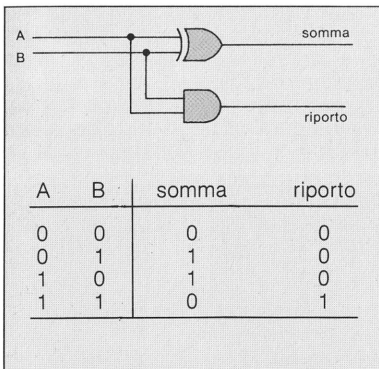 A
somma
B
riporto
A B somma riporto
0 0 0 0
0 1 1 0
1 0 1 0
1 1 0 1